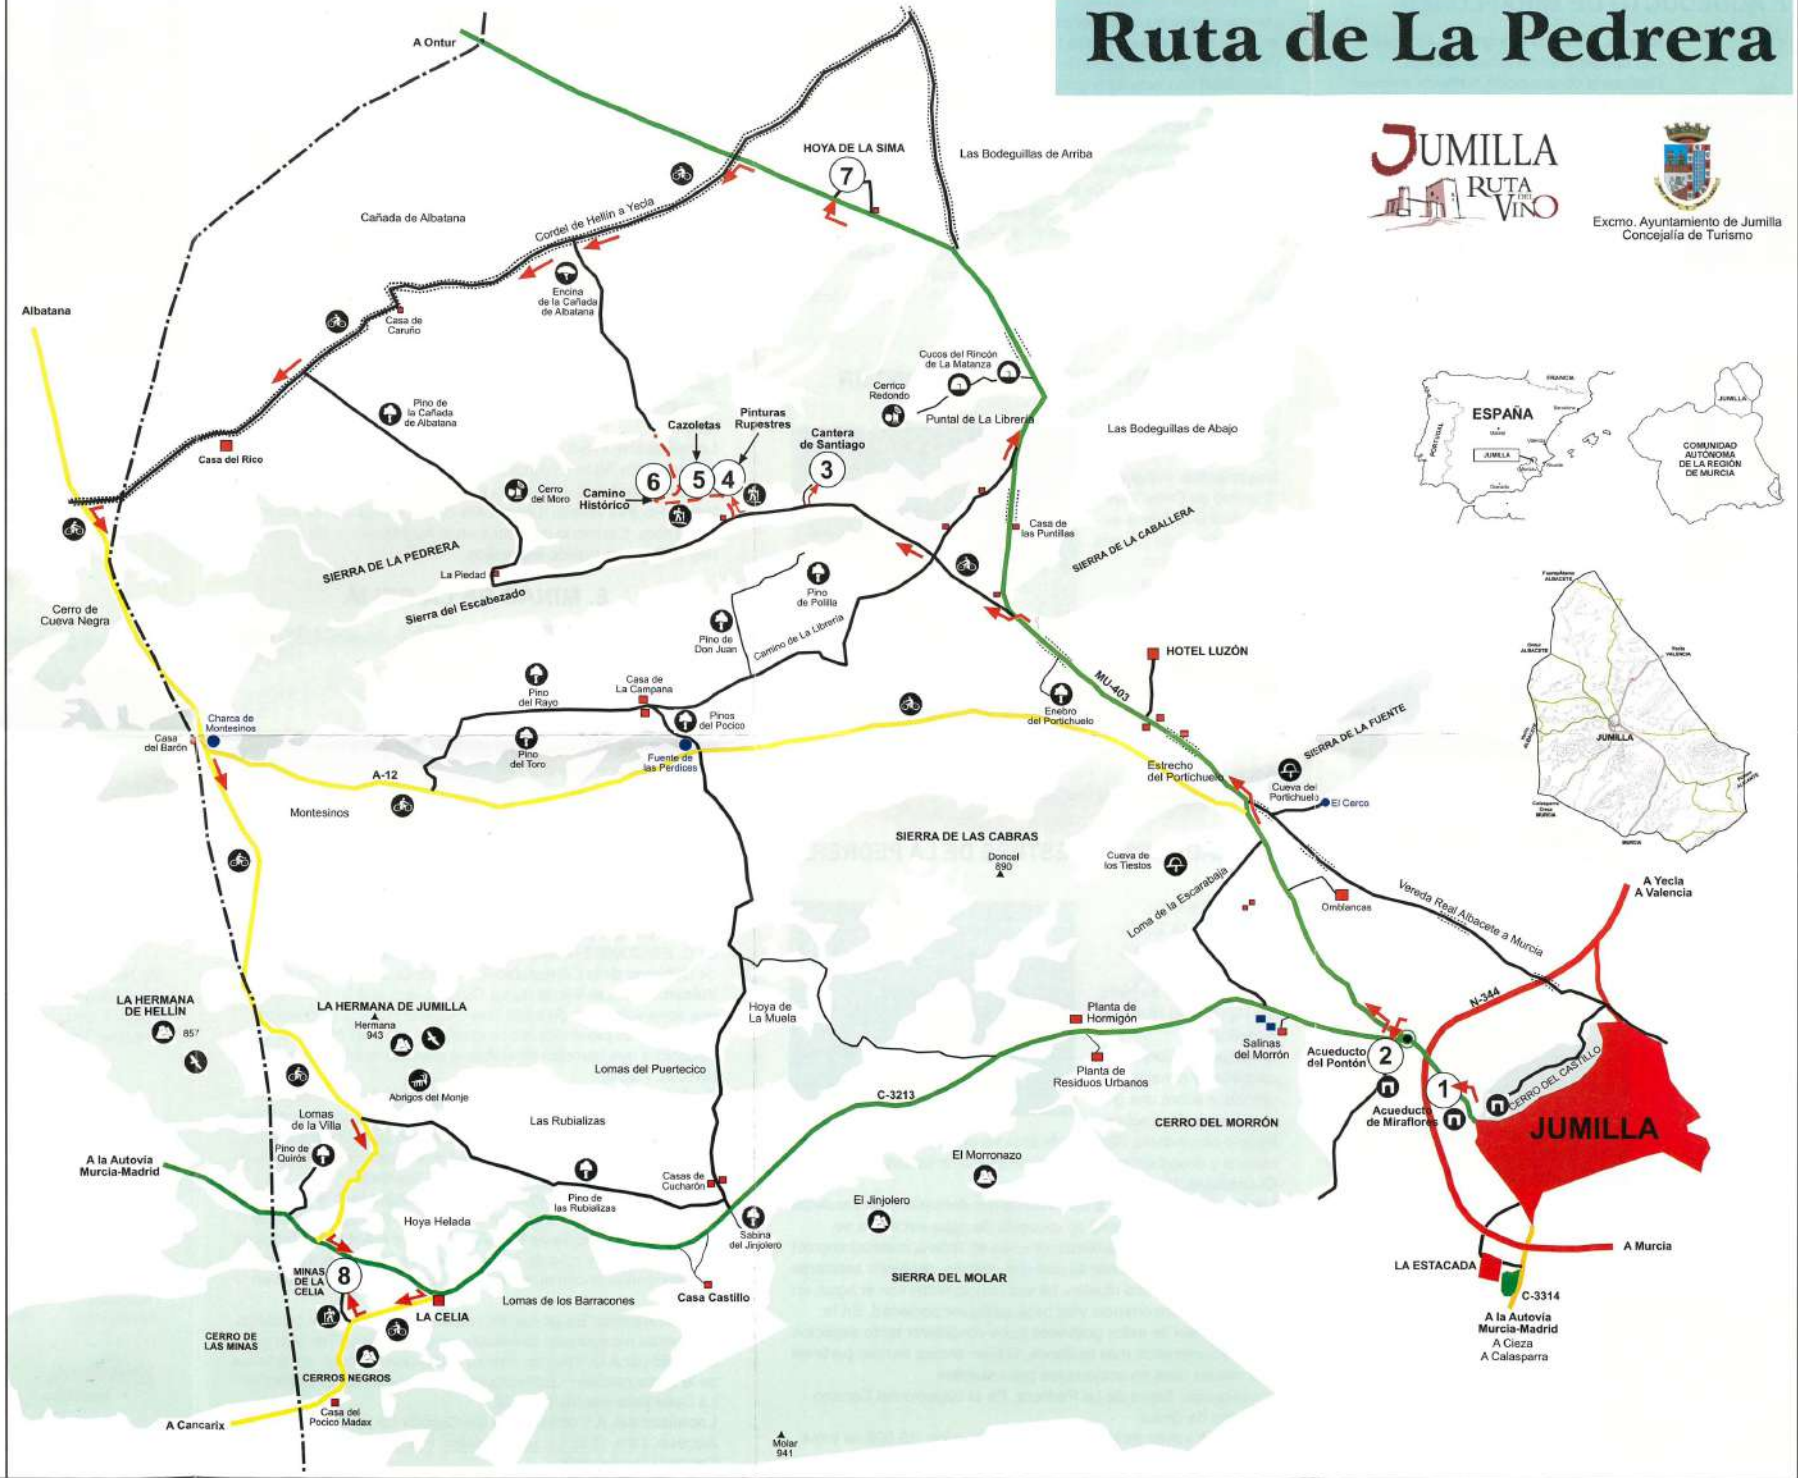 Ruta de La Pedrera
JUMILLA
RUTA
DEL
VINO
Excmo. Ayuntamiento de Jumilla
Concejalía de Turismo
A Ontur
HOYA DE LA SIMA
7
Las Bodeguillas de Arriba
Cañada de Albatana
Cordel de Hellín a Yecla
Encina
de la Cañada
de Albatana
Albatana
Casa de
Caruño
Cucos del Rincón
de La Matanza
Cerrico
Redondo
Puntal de La Librería
Las Bodeguillas de Abajo
Pino de
la Cañada
de Albatana
Pinturas
Rupestres
Cazoletas
Cantera
de Santiago
Casa del Rico
6
5
4
3
Cerro
del Moro
Camino
Histórico
Casa de
las Puntillas
SIERRA DE LA CABALLERA
SIERRA DE LA PEDRERA
La Piedad
Sierra del Escabezado
Cerro de
Cueva Negra
Pino
de Polilla
Pino de
Don Juan
Camino de La Librería
HOTEL LUZÓN
MU-403
Pino
del Rayo
Casa de
La Campana
Pinos
del Pocico
Enebro
del Portichuelo
Charca de
Montesinos
Casa
del Barón
Pino
del Toro
Fuente de
las Perdices
A-12
Montesinos
Estrecho
del Portichuelo
SIERRA DE LA FUENTE
Cueva del
Portichuelo
El Cerco
SIERRA DE LAS CABRAS
Doncel
890
Cueva de
los Tiestos
Loma de la Escarabaja
Omblancas
Vereda Real Albacete a Murcia
A Yecla
A Valencia
N-344
LA HERMANA
DE HELLÍN
857
LA HERMANA DE JUMILLA
Hermana
943
Abrigos del Monje
Hoya de
La Muela
Lomas del Puertecico
Planta de
Hormigón
Planta de
Residuos Urbanos
Salinas
del Morrón
Acueducto
del Pontón
2
1
Acueducto
de Miraflores
CERRO DEL CASTILLO
JUMILLA
C-3213
CERRO DEL MORRÓN
Lomas
de la Villa
Las Rubializas
Pino de
Quirós
A la Autovía
Murcia-Madrid
Pino de
las Rubializas
Casas de
Cucharón
El Morronazo
El Jinjolero
Hoya Helada
Sabina
del Jinjolero
A Murcia
LA ESTACADA
C-3314
A la Autovía
Murcia-Madrid
A Cieza
A Calasparra
MINAS
DE LA
CELIA
8
LA CELIA
Lomas de los Barracones
Casa Castillo
SIERRA DEL MOLAR
CERRO DE
LAS MINAS
CERROS NEGROS
Casa del
Pocico Madax
A Cancarix
Molar
941
FRANCIA
ESPAÑA
PORTUGAL
JUMILLA
JUMILLA
COMUNIDAD
AUTÓNOMA
DE LA REGIÓN
DE MURCIA
JUMILLA